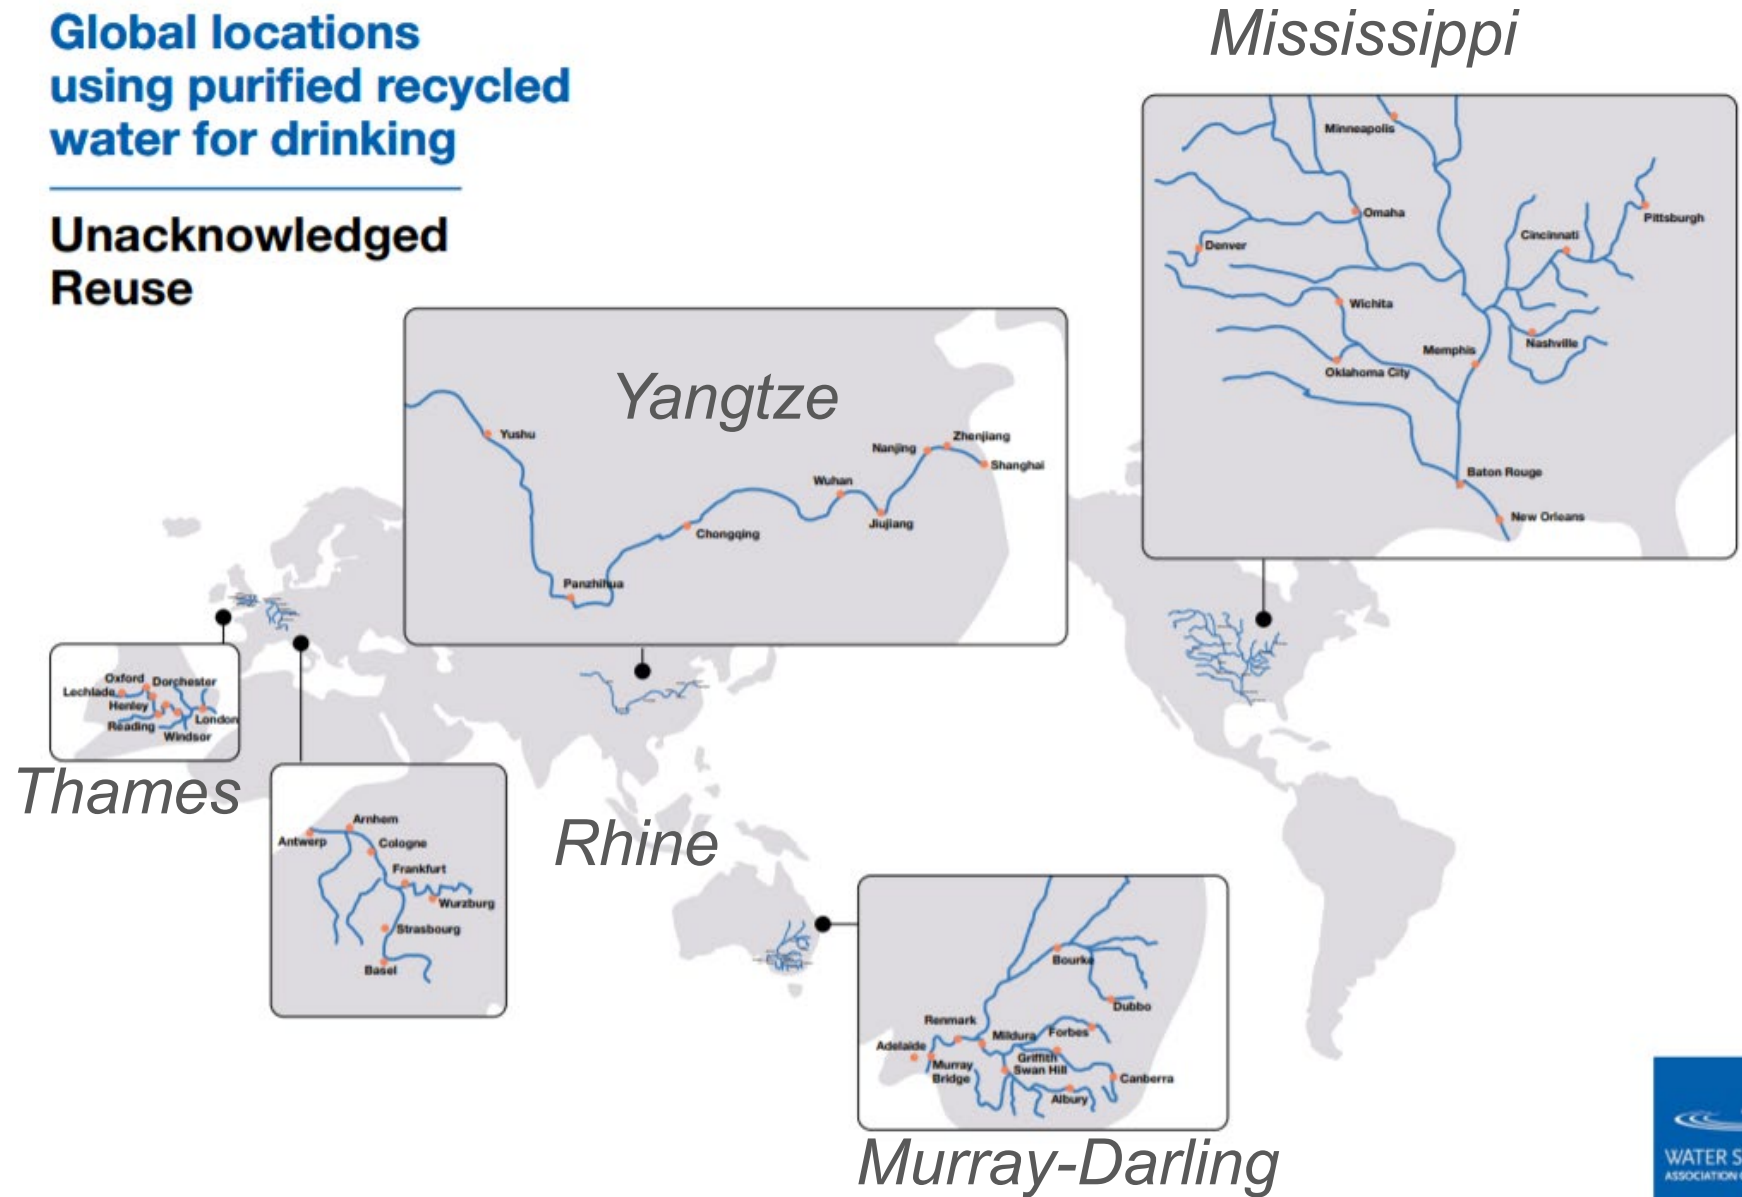 Global locations
using purified recycled
water for drinking
Unacknowledged
Reuse
Mississippi
Minneapolis
Omaha
Pittsburgh
Cincinnati
Denver
Wichita
Nashville
Memphis
Oklahoma City
Baton Rouge
New Orleans
Yangtze
Yushu
Zhenjiang
Nanjing
Shanghai
Wuhan
Jiujiang
Chongqing
Panzhihua
Oxford
Dorchester
Lechlade
Henley
London
Reading
Windsor
Thames
Arnhem
Antwerp
Cologne
Frankfurt
Wurzburg
Strasbourg
Basel
Rhine
Bourke
Dubbo
Renmark
Mildura
Forbes
Adelaide
Griffith
Murray
Bridge
Swan Hill
Canberra
Albury
Murray-Darling
WATER S
ASSOCIATION